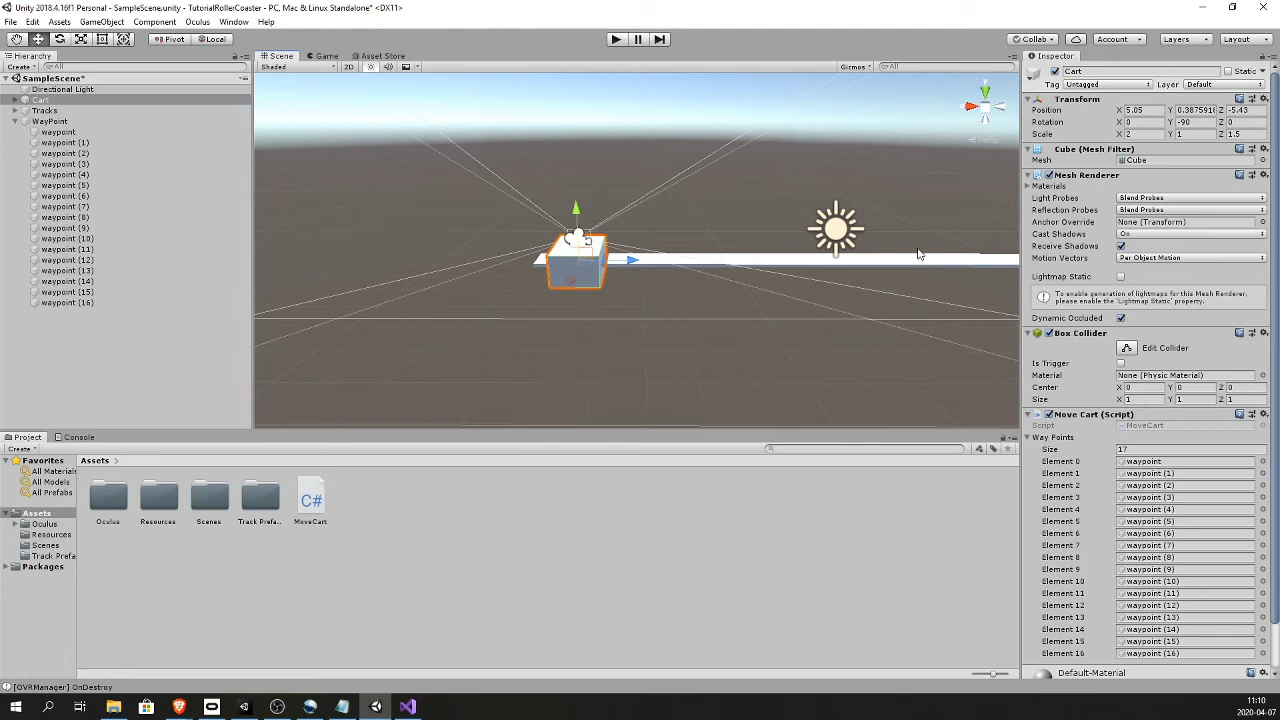 Unity 2018.4.16f1 Personal - SampleScene.unity - TutorialRollerCoaster - PC, Mac & Linux Standalone* <DX11>
File Edit Assets GameObject Component Oculus Window Help
Pivot Local Collab Account Layers Layout
Hierarchy Scene Game Asset Store Inspector
Create All Shaded 2D Gizmos All
SampleScene*
Directional Light
Cart
Tracks
WayPoint
waypoint
waypoint (1)
waypoint (2)
waypoint (3)
waypoint (4)
waypoint (5)
waypoint (6)
waypoint (7)
waypoint (8)
waypoint (9)
waypoint (10)
waypoint (11)
waypoint (12)
waypoint (13)
waypoint (14)
waypoint (15)
waypoint (16)
y
Persp
Cart Static
Tag Untagged Layer Default
Transform
Position X 5.05 Y 0.3875918 Z -5.43
Rotation X 0 Y -90 Z 0
Scale X 2 Y 1 Z 1.5
Cube (Mesh Filter)
Mesh Cube
Mesh Renderer
Materials
Light Probes Blend Probes
Reflection Probes Blend Probes
Anchor Override None (Transform)
Cast Shadows On
Receive Shadows
Motion Vectors Per Object Motion
Lightmap Static
To enable generation of lightmaps for this Mesh Renderer,
please enable the 'Lightmap Static' property.
Dynamic Occluded
Box Collider
Edit Collider
Is Trigger
Material None (Physic Material)
Center X 0 Y 0 Z 0
Size X 1 Y 1 Z 1
Move Cart (Script)
Script MoveCart
Way Points
Size 17
Element 0 waypoint
Element 1 waypoint (1)
Element 2 waypoint (2)
Element 3 waypoint (3)
Element 4 waypoint (4)
Element 5 waypoint (5)
Element 6 waypoint (6)
Element 7 waypoint (7)
Element 8 waypoint (8)
Element 9 waypoint (9)
Element 10 waypoint (10)
Element 11 waypoint (11)
Element 12 waypoint (12)
Element 13 waypoint (13)
Element 14 waypoint (14)
Element 15 waypoint (15)
Element 16 waypoint (16)
Default-Material
Project Console
Create
Favorites
All Materials
All Models
All Prefabs
Assets
Oculus
Resources
Scenes
Track Prefa
Packages
Assets
Oculus Resources Scenes Track Prefa... MoveCart
C#
[OVRManager] OnDestroy
11:10
2020-04-07